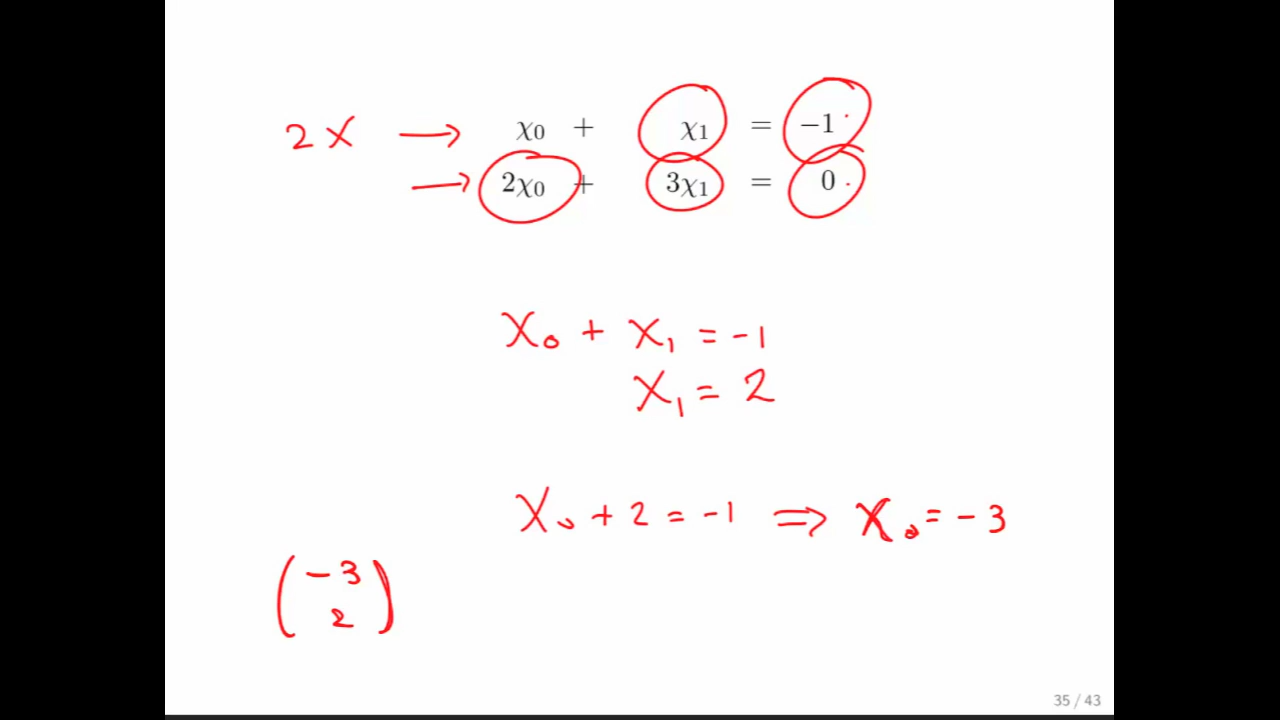 2 X → χ0 + χ1 = −1
→ 2χ0 + 3χ1 = 0
X0 + X1 = -1
X1 = 2
X0 + 2 = -1 ⇒ X0 = -3
(-3
2)
35 / 43